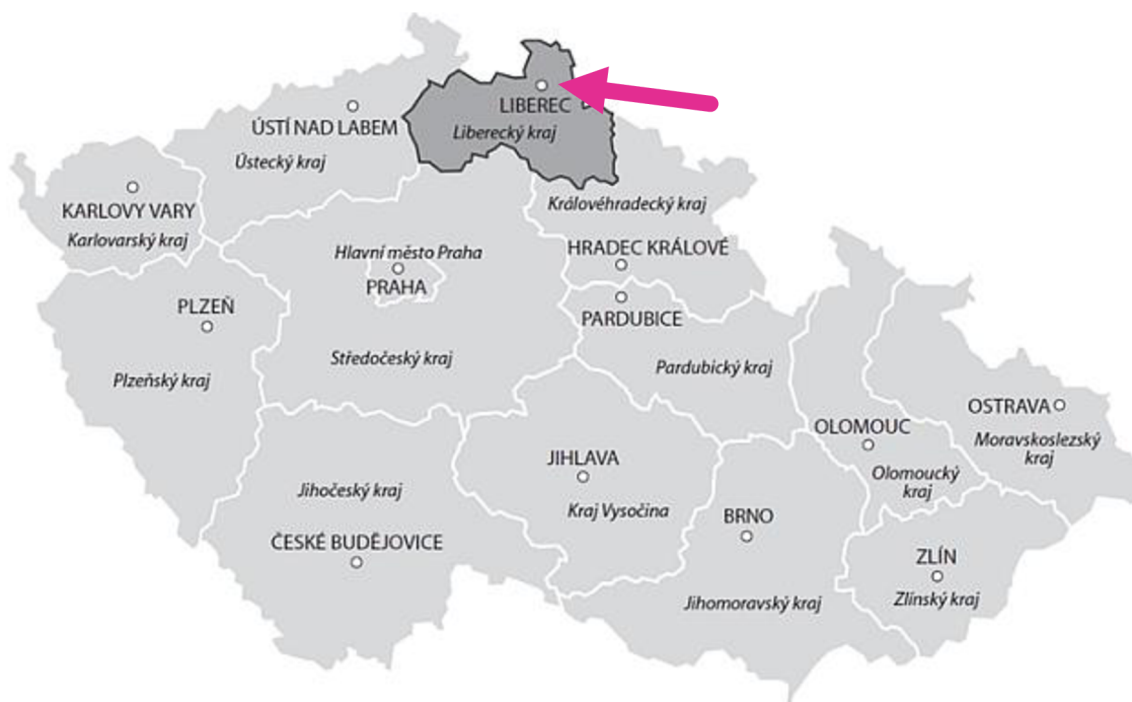 LIBEREC
Liberecký kraj
ÚSTÍ NAD LABEM
Ústecký kraj
KARLOVY VARY
Karlovarský kraj
Královéhradecký kraj
HRADEC KRÁLOVÉ
Hlavní město Praha
PRAHA
PLZEŇ
PARDUBICE
Středočeský kraj
Pardubický kraj
Plzeňský kraj
OSTRAVA
Moravskoslezský
kraj
OLOMOUC
Olomoucký
kraj
JIHLAVA
Kraj Vysočina
Jihočeský kraj
ČESKÉ BUDĚJOVICE
BRNO
Jihomoravský kraj
ZLÍN
Zlínský kraj